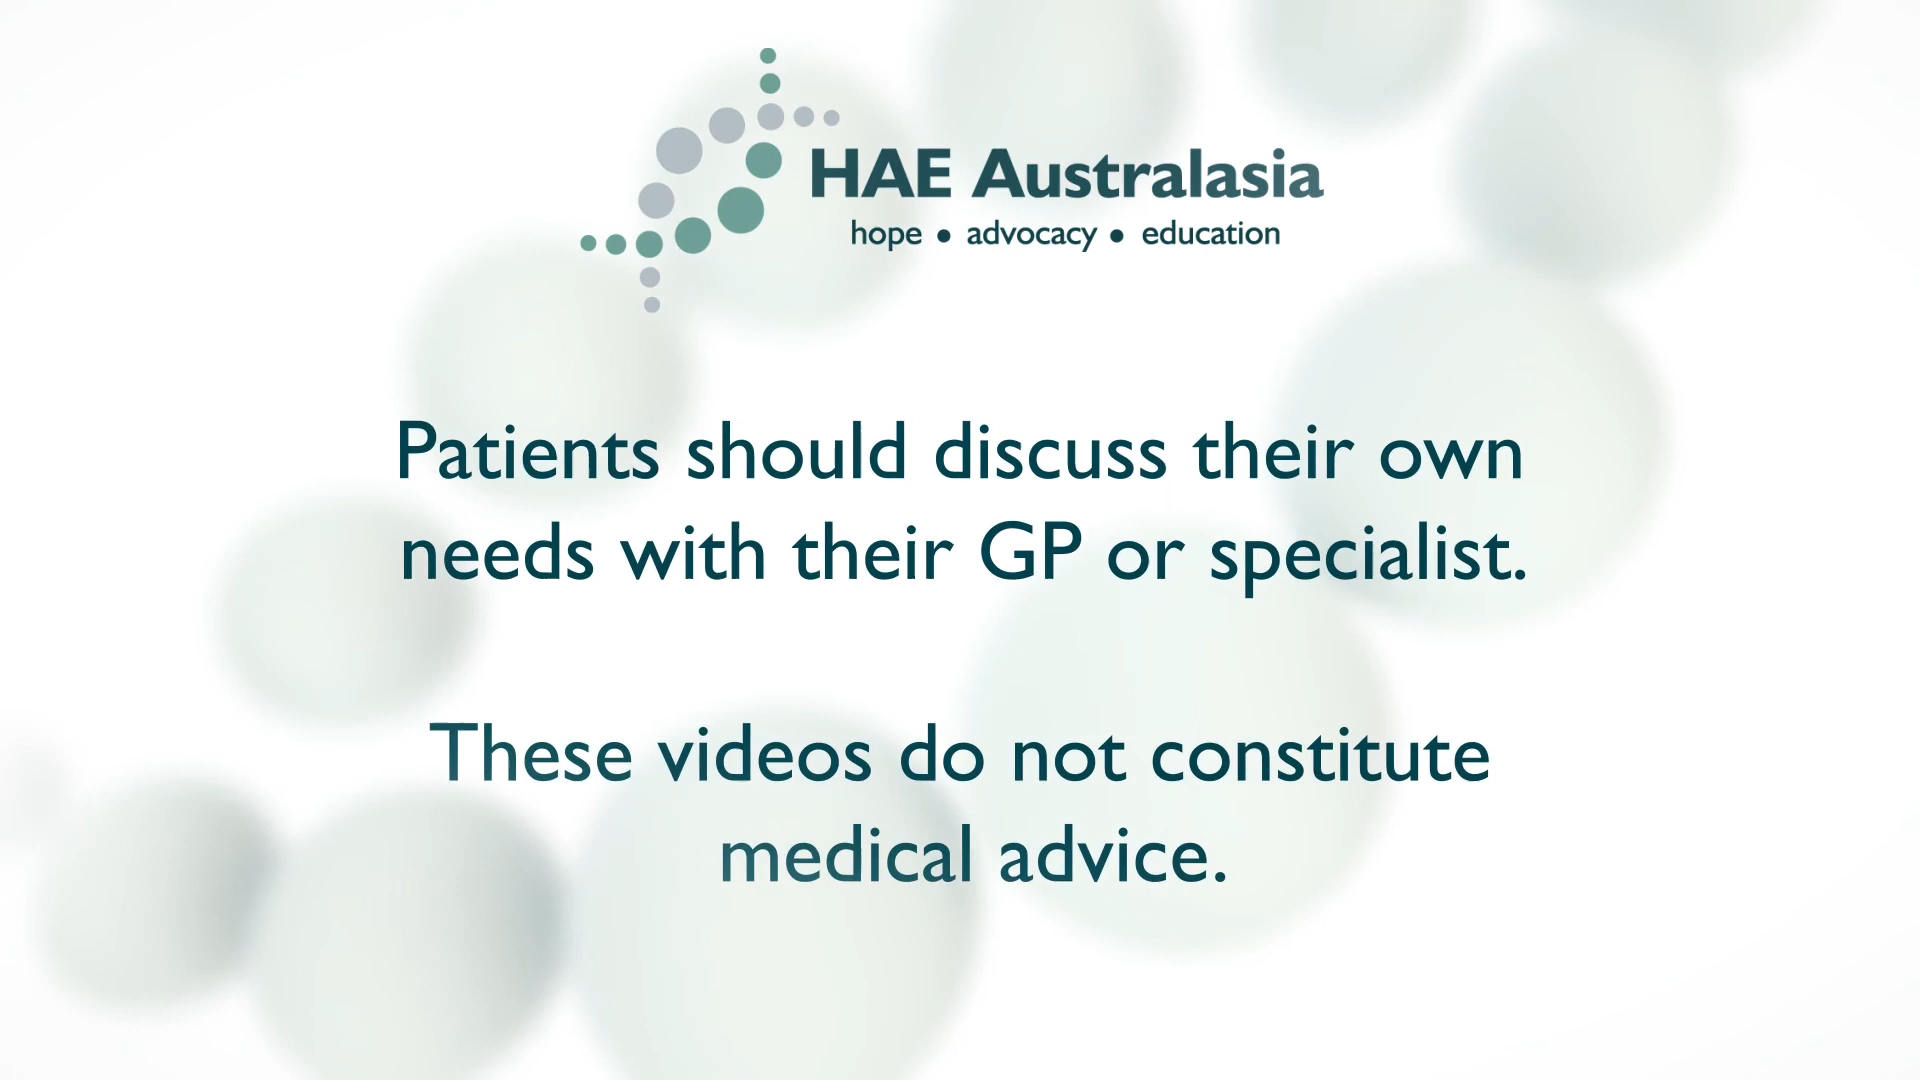 HAE Australasia
hope • advocacy • education
Patients should discuss their own
needs with their GP or specialist.
These videos do not constitute
medical advice.